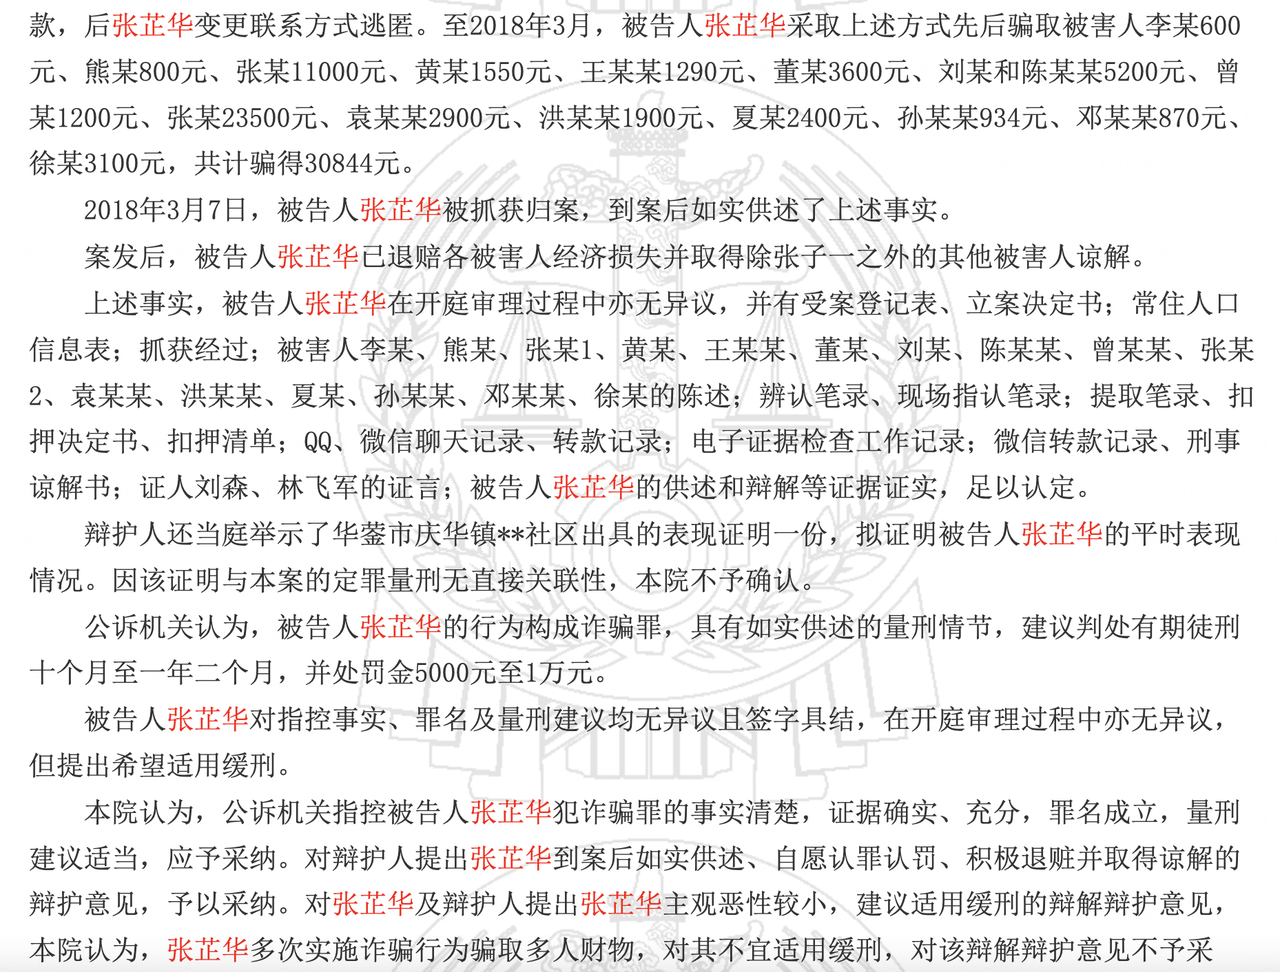 款，后张芷华变更联系方式逃匿。至2018年3月，被告人张芷华采取上述方式先后骗取被害人李某600
元、熊某800元、张某11000元、黄某1550元、王某某1290元、董某3600元、刘某和陈某某5200元、曾
某1200元、张某23500元、袁某某2900元、洪某某1900元、夏某2400元、孙某某934元、邓某某870元、
徐某3100元，共计骗得30844元。
2018年3月7日，被告人张芷华被抓获归案，到案后如实供述了上述事实。
案发后，被告人张芷华已退赔各被害人经济损失并取得除张子一之外的其他被害人谅解。
上述事实，被告人张芷华在开庭审理过程中亦无异议，并有受案登记表、立案决定书；常住人口
信息表；抓获经过；被害人李某、熊某、张某1、黄某、王某某、董某、刘某、陈某某、曾某某、张某
2、袁某某、洪某某、夏某、孙某某、邓某某、徐某的陈述；辨认笔录、现场指认笔录；提取笔录、扣
押决定书、扣押清单；QQ、微信聊天记录、转款记录；电子证据检查工作记录；微信转款记录、刑事
谅解书；证人刘森、林飞军的证言；被告人张芷华的供述和辩解等证据证实，足以认定。
辩护人还当庭举示了华蓥市庆华镇**社区出具的表现证明一份，拟证明被告人张芷华的平时表现
情况。因该证明与本案的定罪量刑无直接关联性，本院不予确认。
公诉机关认为，被告人张芷华的行为构成诈骗罪，具有如实供述的量刑情节，建议判处有期徒刑
十个月至一年二个月，并处罚金5000元至1万元。
被告人张芷华对指控事实、罪名及量刑建议均无异议且签字具结，在开庭审理过程中亦无异议，
但提出希望适用缓刑。
本院认为，公诉机关指控被告人张芷华犯诈骗罪的事实清楚，证据确实、充分，罪名成立，量刑
建议适当，应予采纳。对辩护人提出张芷华到案后如实供述、自愿认罪认罚、积极退赃并取得谅解的
辩护意见，予以采纳。对张芷华及辩护人提出张芷华主观恶性较小，建议适用缓刑的辩解辩护意见，
本院认为，张芷华多次实施诈骗行为骗取多人财物，对其不宜适用缓刑，对该辩解辩护意见不予采